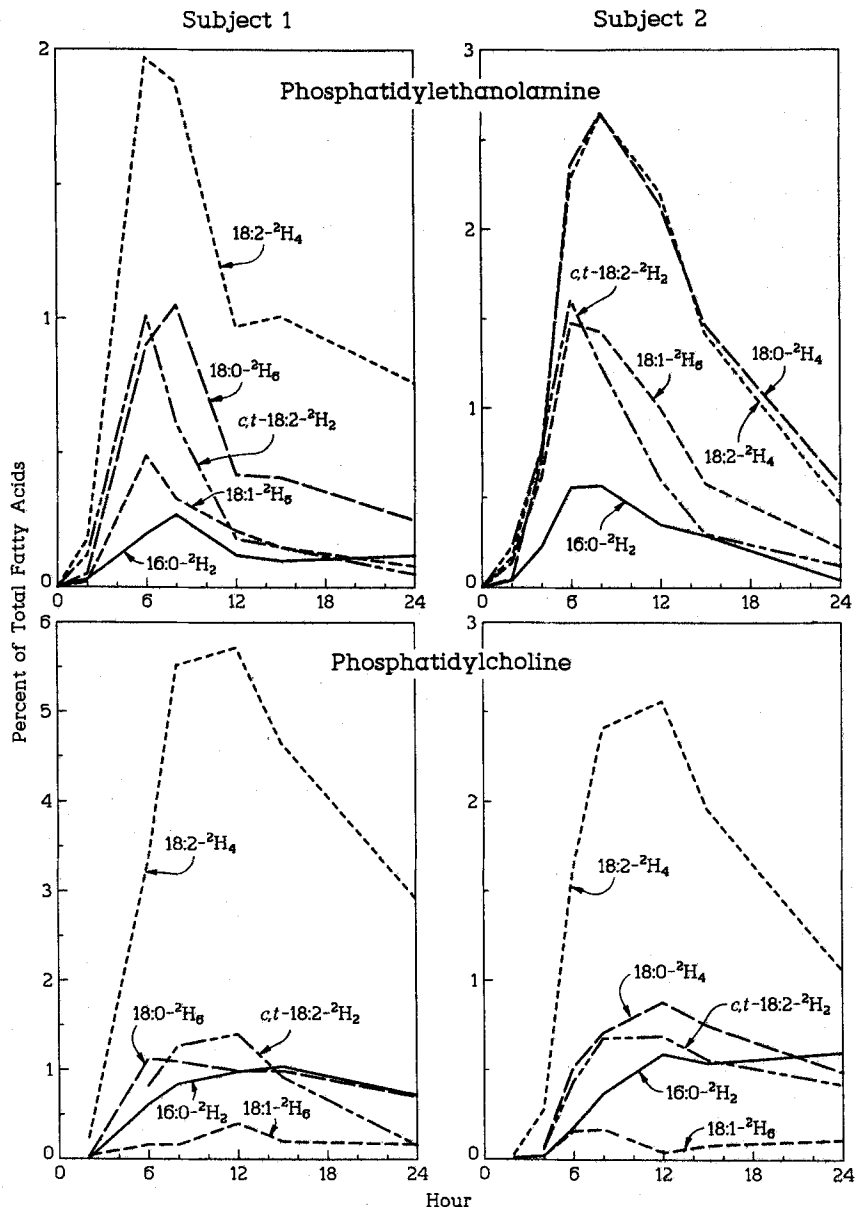 Subject 1
Subject 2
Phosphatidylethanolamine
2
1
0
0 6 12 18 24
18:2-²H₄
18:0-²H₆
c,t-18:2-²H₂
18:1-²H₆
16:0-²H₂
3
2
1
0
0 6 12 18 24
c,t-18:2-²H₂
18:1-²H₆
18:0-²H₄
18:2-²H₄
16:0-²H₂
Percent of Total Fatty Acids
Phosphatidylcholine
6
5
4
3
2
1
0
0 6 12 18 24
18:2-²H₄
18:0-²H₆
c,t-18:2-²H₂
16:0-²H₂
18:1-²H₆
3
2
1
0
0 6 12 18 24
18:2-²H₄
18:0-²H₄
c,t-18:2-²H₂
16:0-²H₂
18:1-²H₆
Hour